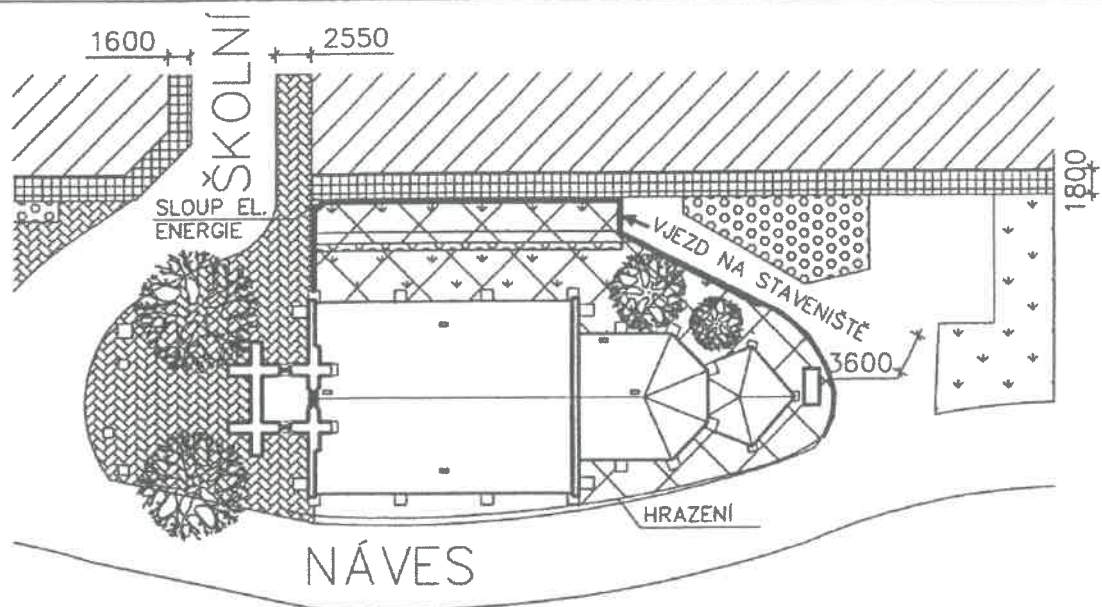 1600
2550
ŠKOLNÍ
1800
SLOUP EL.
ENERGIE
VJEZD NA STAVENIŠTĚ
3600
HRAZENÍ
NÁVES